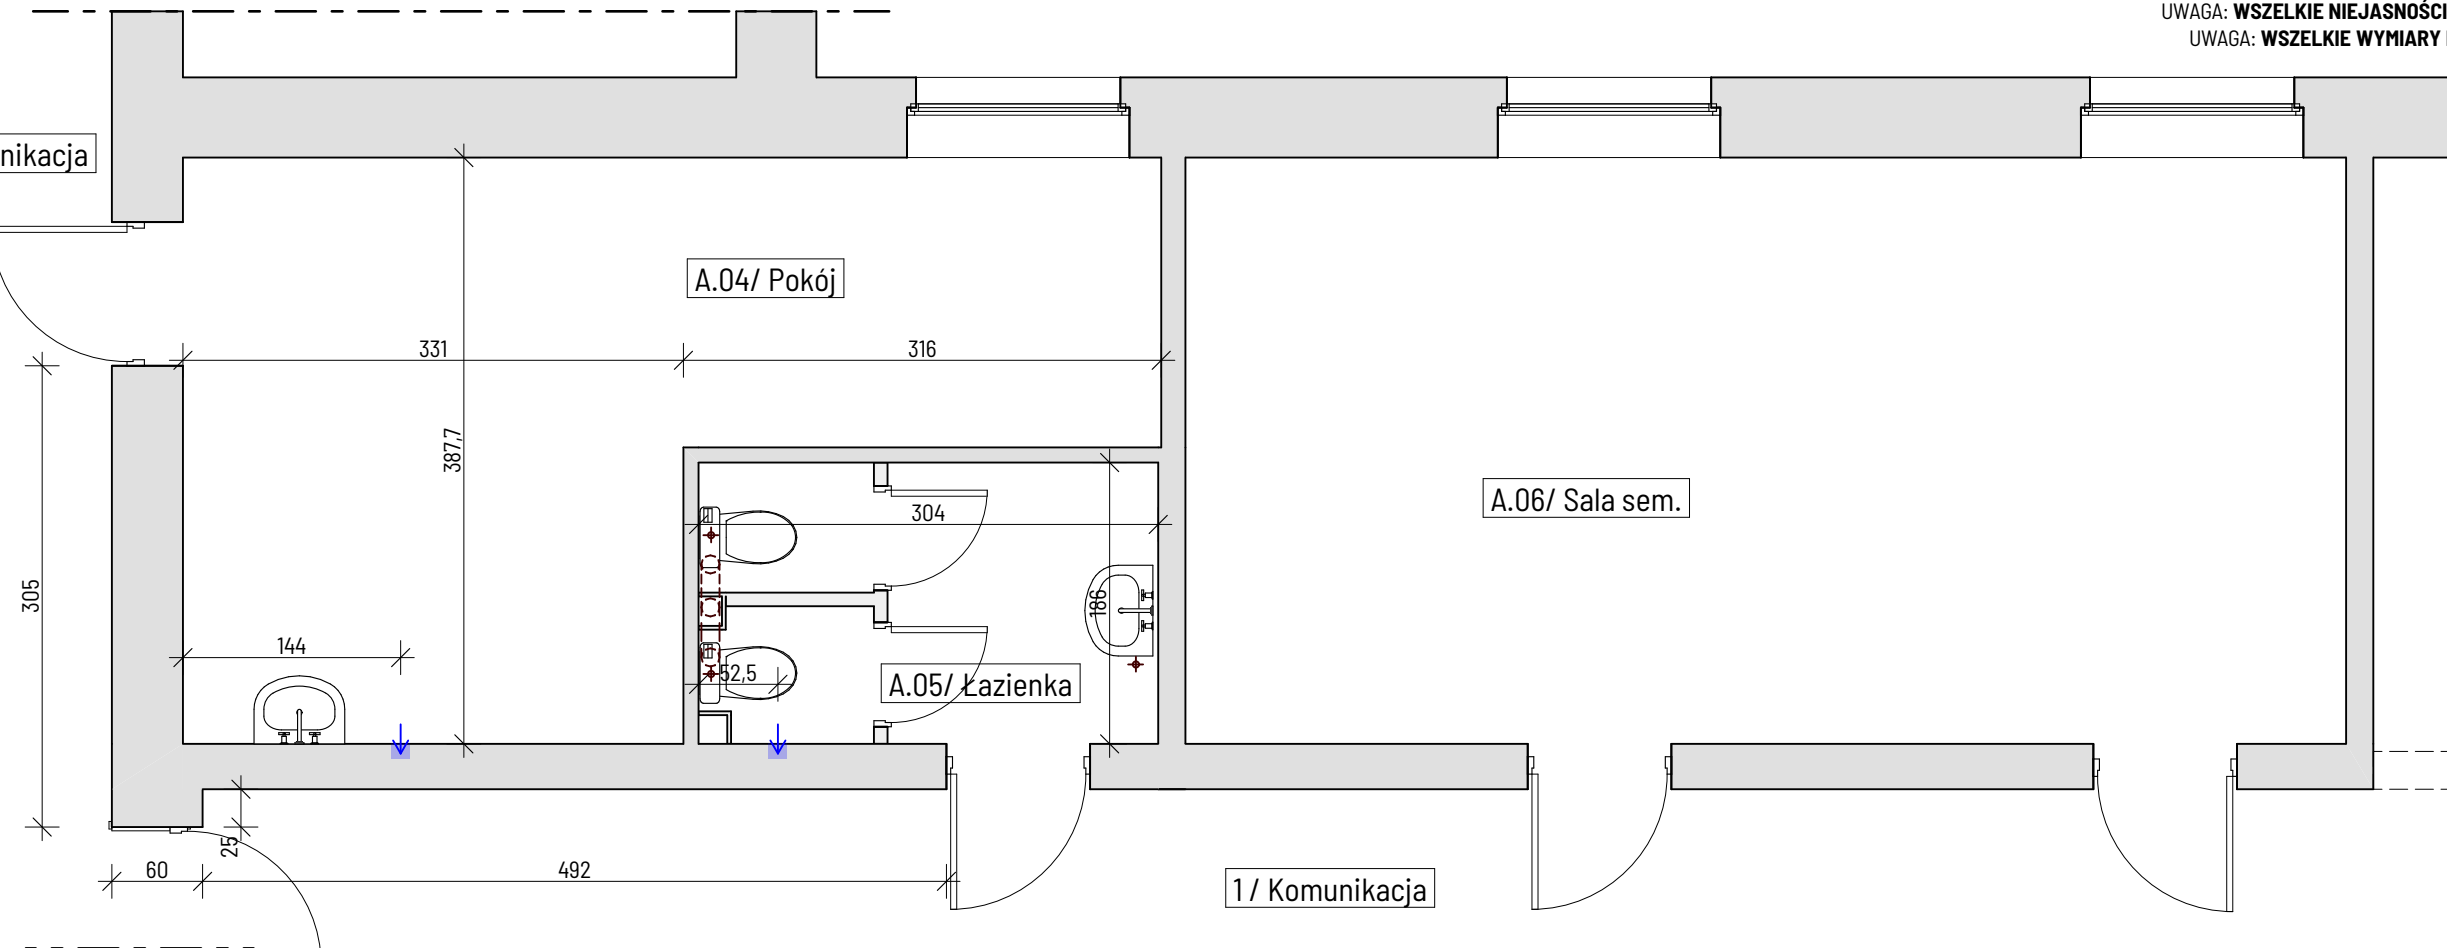 UWAGA: WSZELKIE NIEJASNOŚCI
UWAGA: WSZELKIE WYMIARY
nikacja
A.04/ Pokój
331
316
387,7
A.06/ Sala sem.
304
305
186
144
52,5
A.05/ Łazienka
25
60
492
1/ Komunikacja